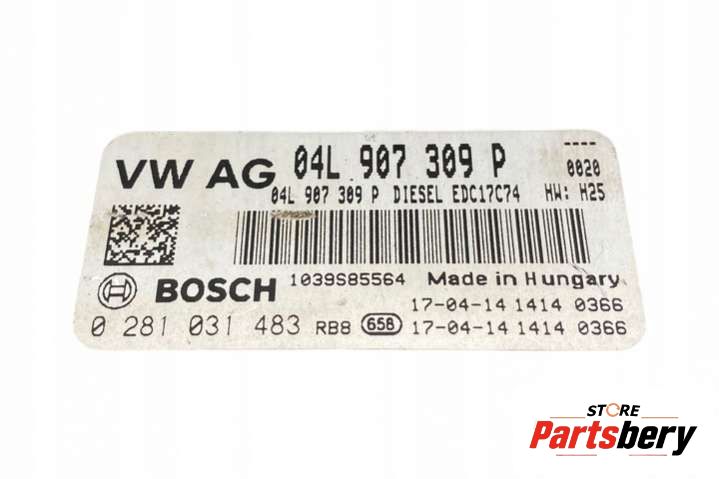 ----
VW AG 04L 907 309 P 0020
04L 907 309 P DIESEL EDC17C74 HW: H25
BOSCH 1039S85564 Made in Hungary
17-04-14 1414 0366
0 281 031 483 RB8 658 17-04-14 1414 0366
STORE
Partsbery